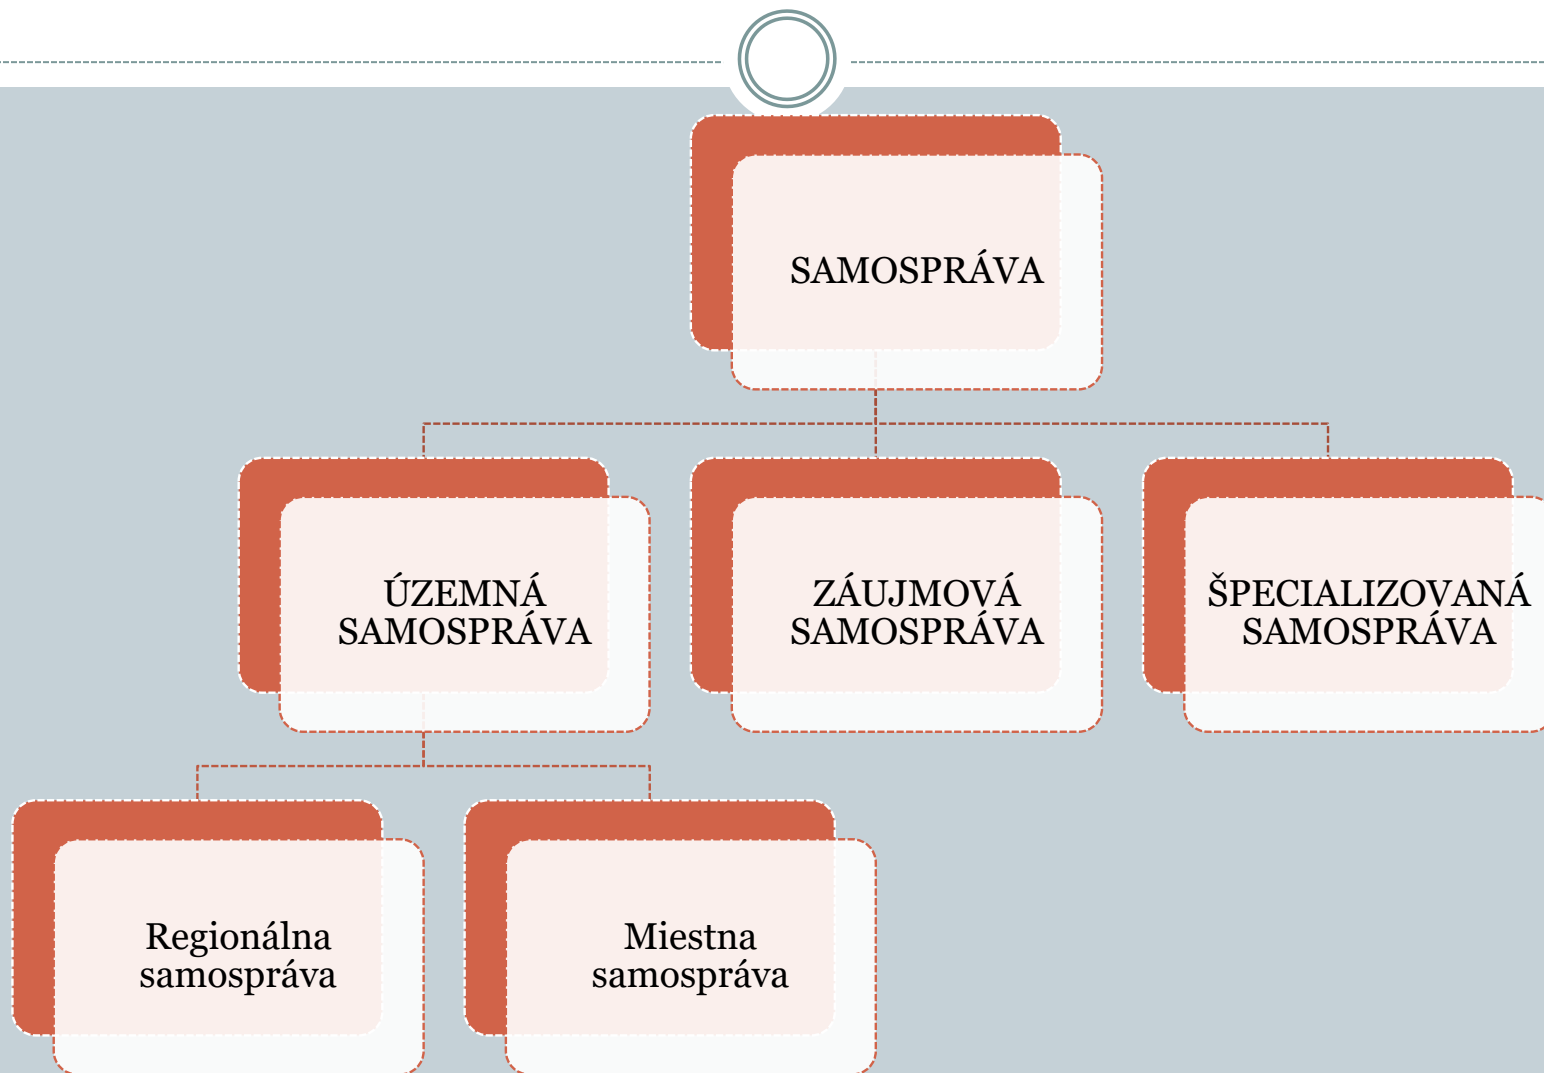 SAMOSPRÁVA
ÚZEMNÁ
SAMOSPRÁVA
ZÁUJMOVÁ
SAMOSPRÁVA
ŠPECIALIZOVANÁ
SAMOSPRÁVA
Regionálna
samospráva
Miestna
samospráva